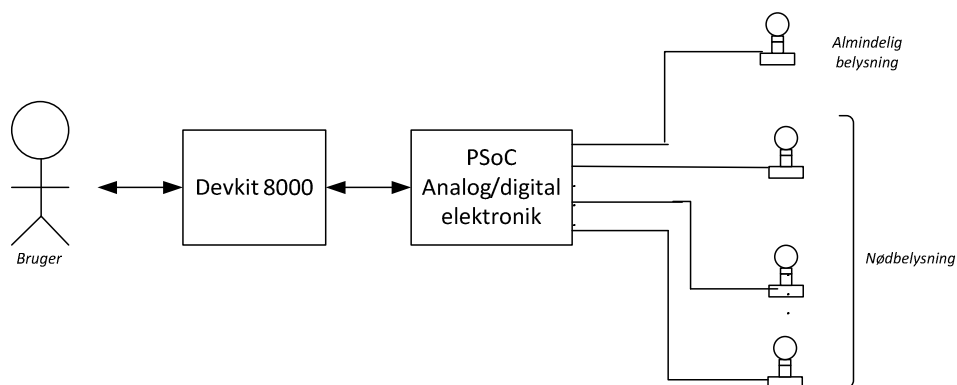 Almindelig
belysning
PSoC
Analog/digital
elektronik
Devkit 8000
Bruger
Nødbelysning